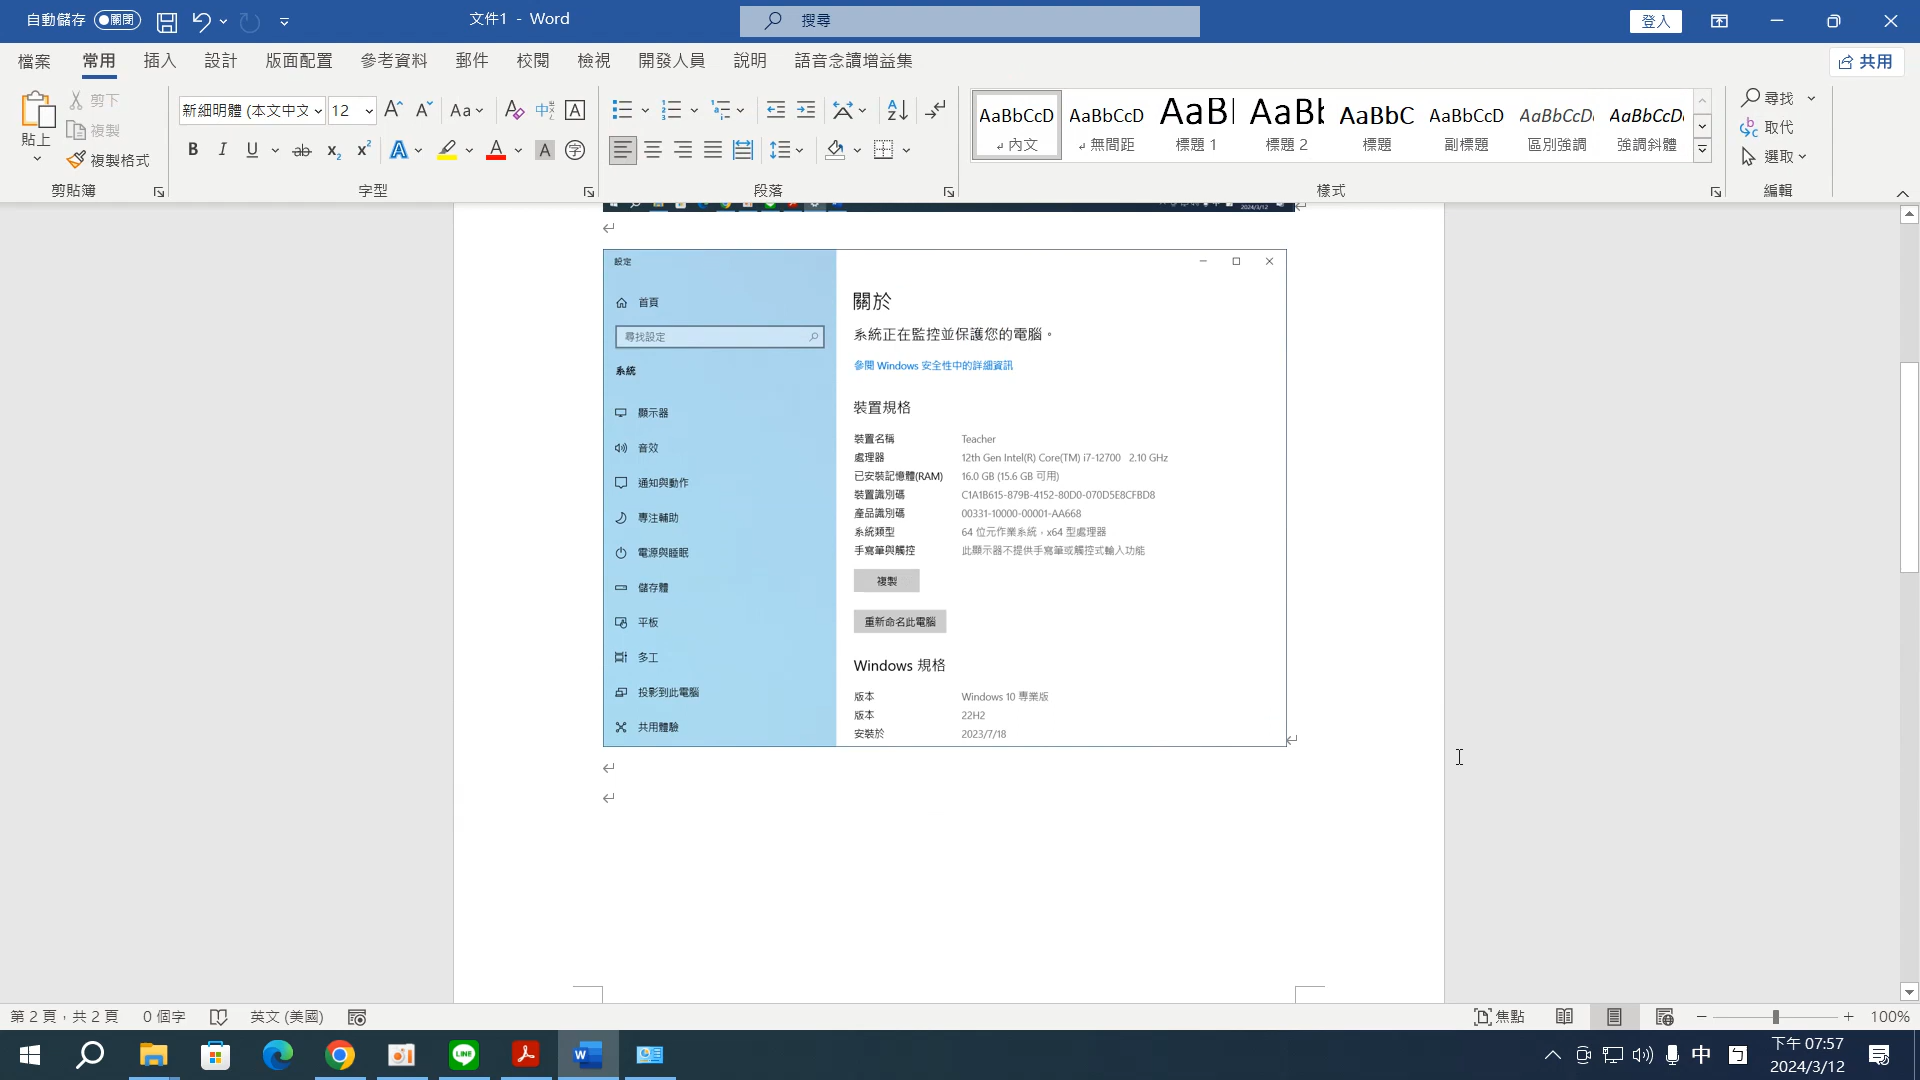 自動儲存 關閉
文件1 - Word
搜尋
登入
檔案 常用 插入 設計 版面配置 參考資料 郵件 校閱 檢視 開發人員 說明 語音念讀增益集
共用
貼上
剪下
複製
複製格式
剪貼簿
新細明體 (本文中文
12
Aa
B I U ab x₂ x²
字型
段落
AaBbCcD AaBbCcD AaBl AaBb AaBbC AaBbCcD AaBbCcDi AaBbCcDi
內文 無間距 標題 1 標題 2 標題 副標題 區別強調 強調斜體
樣式
尋找
取代
選取
編輯
2024/3/12
設定
首頁
尋找設定
系統
顯示器
音效
通知與動作
專注輔助
電源與睡眠
儲存體
平板
多工
投影到此電腦
共用體驗
關於
系統正在監控並保護您的電腦。
參閱 Windows 安全性中的詳細資訊
裝置規格
裝置名稱 Teacher
處理器 12th Gen Intel(R) Core(TM) i7-12700 2.10 GHz
已安裝記憶體(RAM) 16.0 GB (15.6 GB 可用)
裝置識別碼 C1A1B615-879B-4152-80D0-070D5E8CFBD8
產品識別碼 00331-10000-00001-AA668
系統類型 64 位元作業系統，x64 型處理器
手寫筆與觸控 此顯示器不提供手寫筆或觸控式輸入功能
複製
重新命名此電腦
Windows 規格
版本 Windows 10 專業版
版本 22H2
安裝於 2023/7/18
第 2 頁，共 2 頁 0 個字 英文 (美國)
焦點
100%
中
ㄅ
下午 07:57
2024/3/12